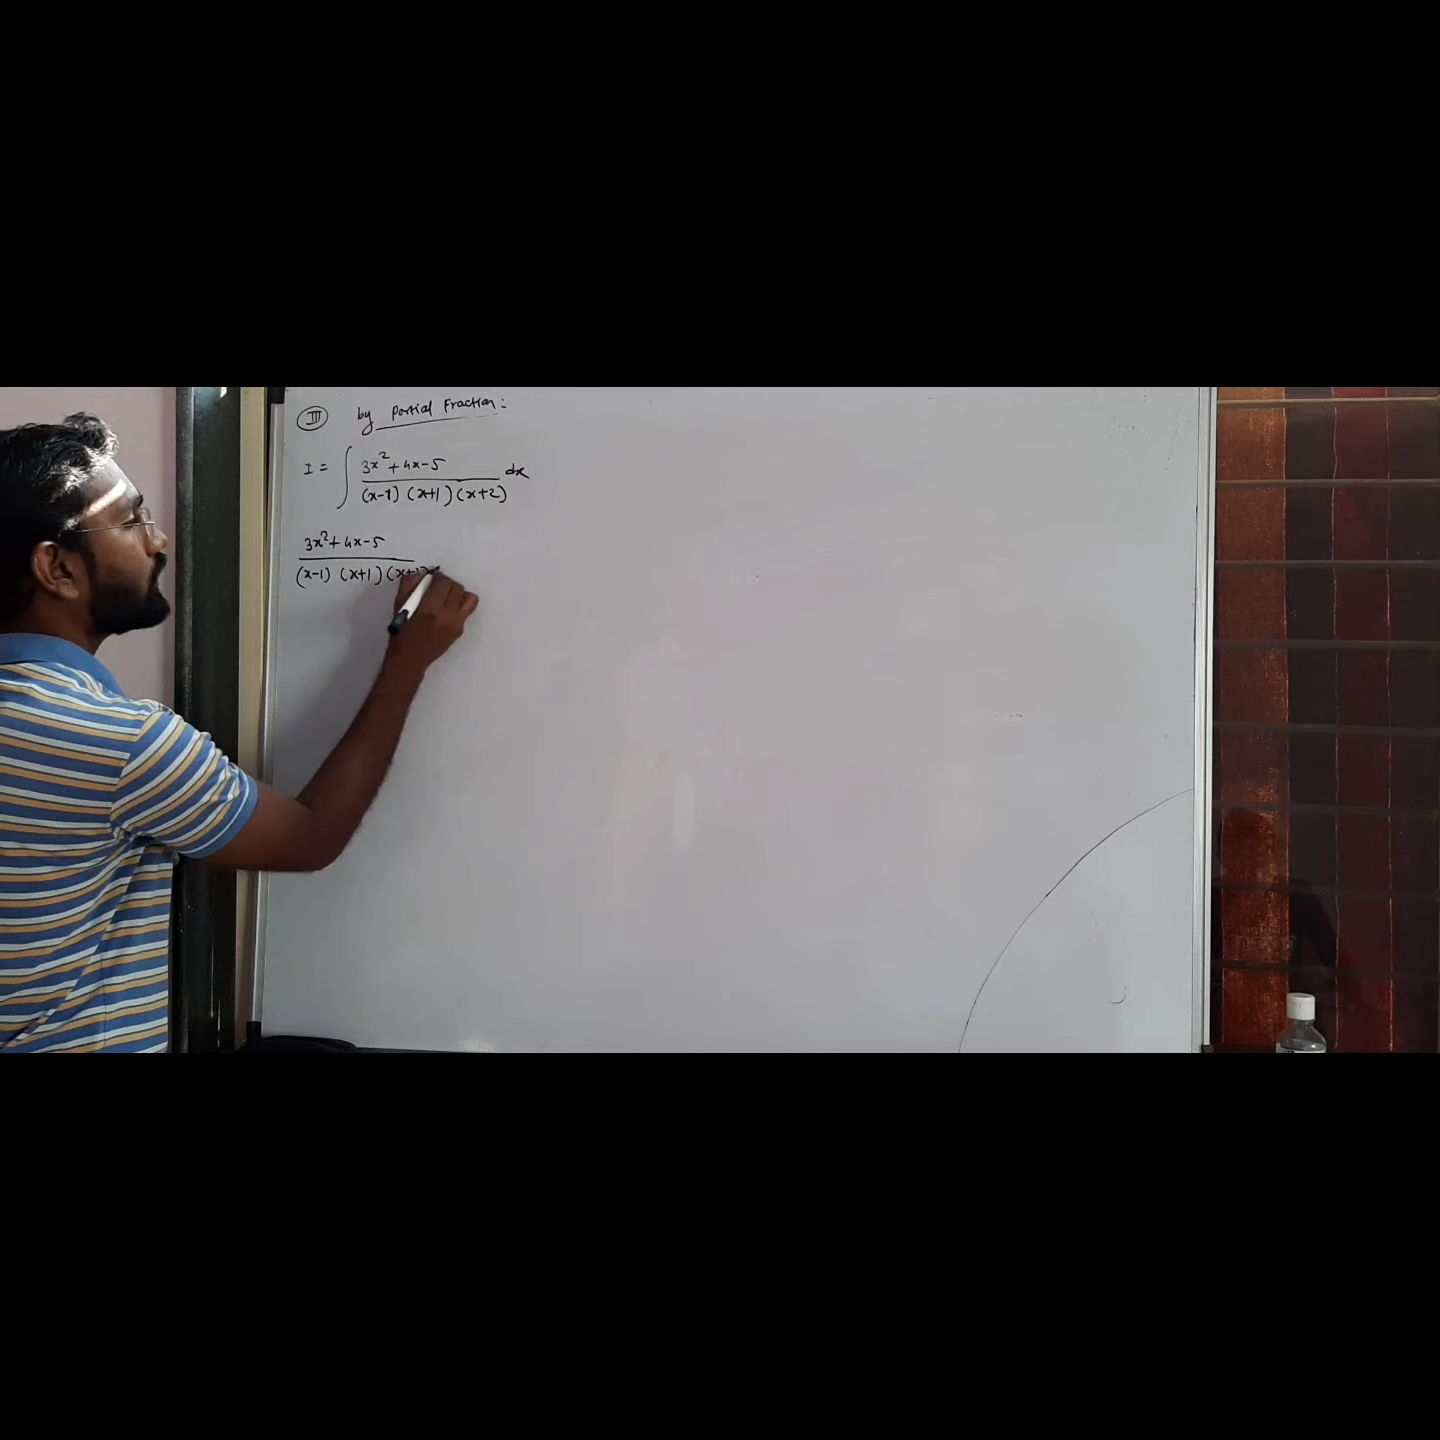 III by Partial Fraction:
I = ∫ 3x²+4x-5
(x-1) (x+1) (x+2) dx
3x²+4x-5
(x-1) (x+1)